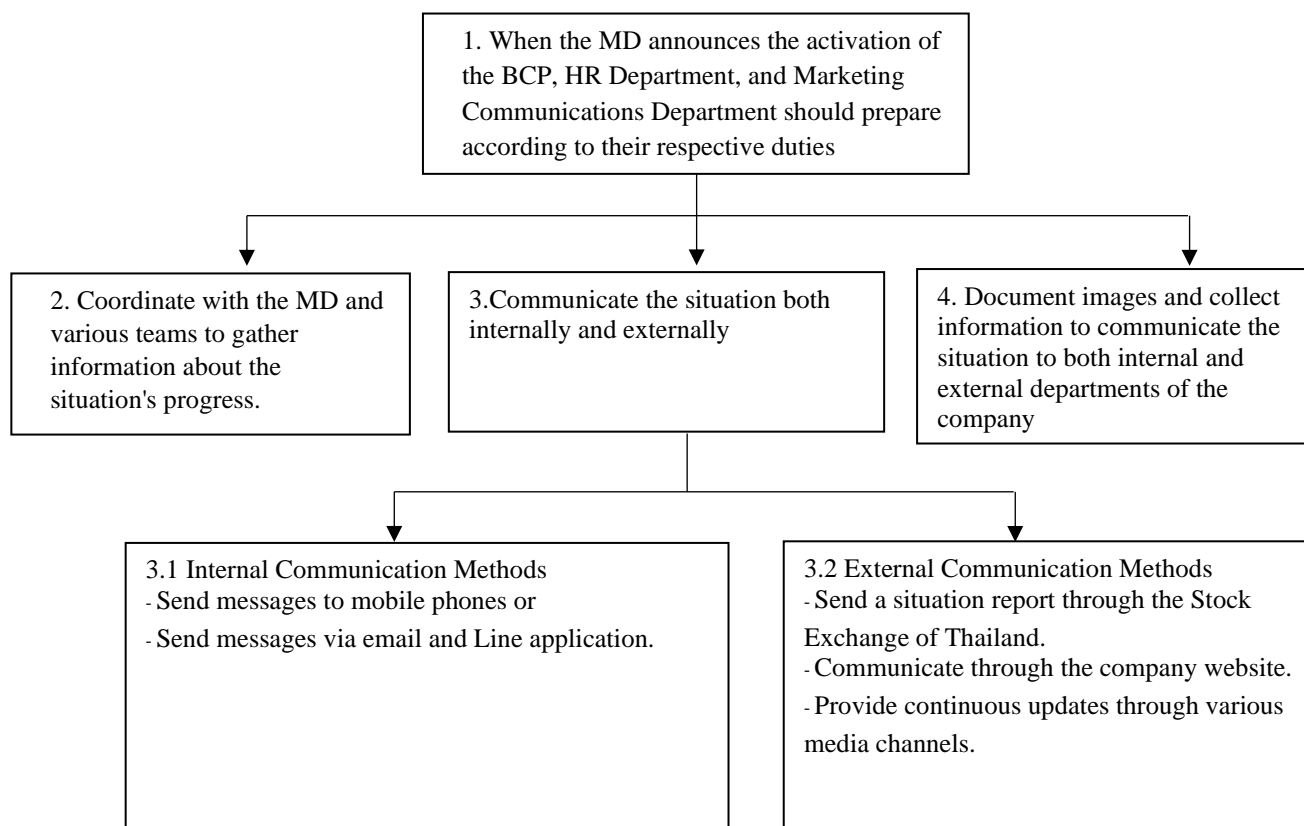 1. When the MD announces the activation of
the BCP, HR Department, and Marketing
Communications Department should prepare
according to their respective duties
2. Coordinate with the MD and
various teams to gather
information about the
situation's progress.
3.Communicate the situation both
internally and externally
4. Document images and collect
information to communicate the
situation to both internal and
external departments of the
company
3.1 Internal Communication Methods
- Send messages to mobile phones or
- Send messages via email and Line application.
3.2 External Communication Methods
- Send a situation report through the Stock
Exchange of Thailand.
- Communicate through the company website.
- Provide continuous updates through various
media channels.